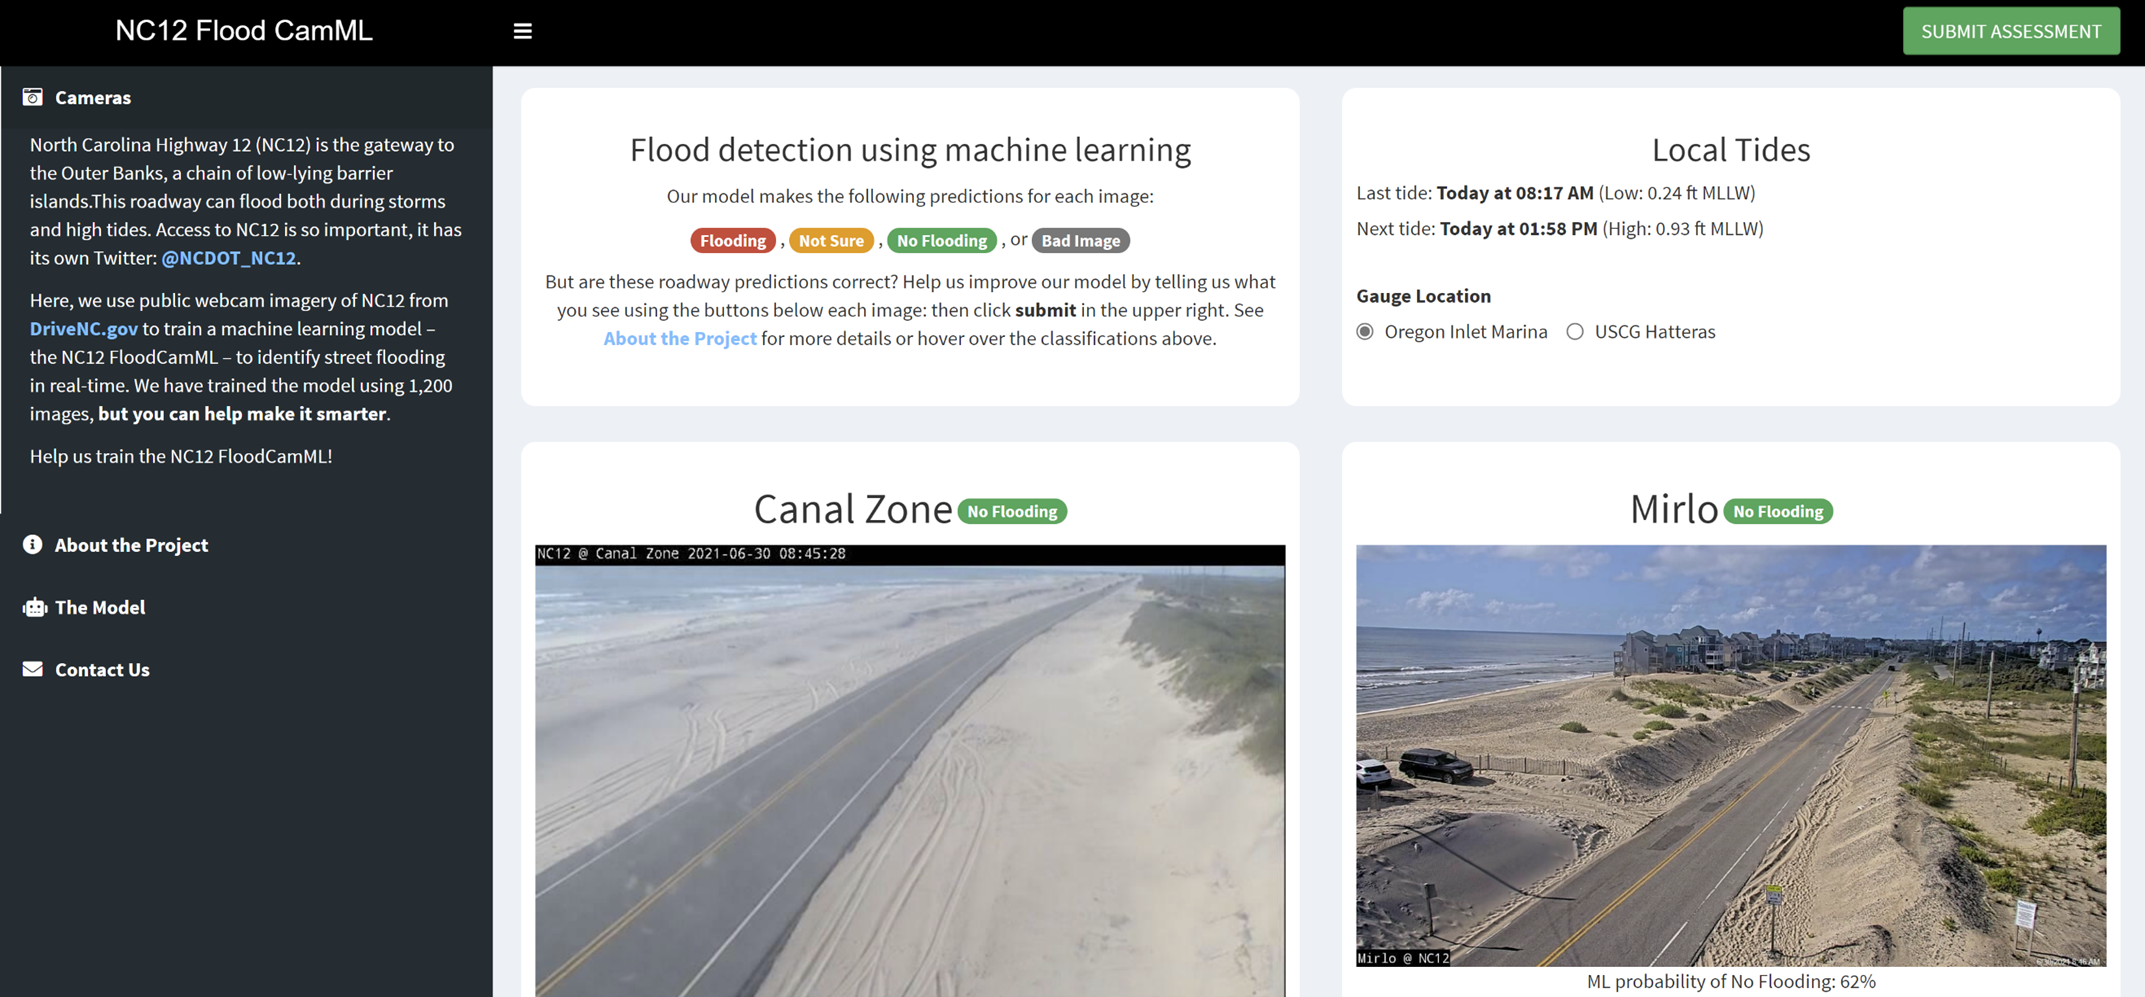 NC12 Flood CamML
SUBMIT ASSESSMENT
Cameras
North Carolina Highway 12 (NC12) is the gateway to
the Outer Banks, a chain of low-lying barrier
islands.This roadway can flood both during storms
and high tides. Access to NC12 is so important, it has
its own Twitter: @NCDOT_NC12.
Here, we use public webcam imagery of NC12 from
DriveNC.gov to train a machine learning model –
the NC12 FloodCamML – to identify street flooding
in real-time. We have trained the model using 1,200
images, but you can help make it smarter.
Help us train the NC12 FloodCamML!
About the Project
The Model
Contact Us
Flood detection using machine learning
Our model makes the following predictions for each image:
Flooding , Not Sure , No Flooding , or Bad Image
But are these roadway predictions correct? Help us improve our model by telling us what
you see using the buttons below each image: then click submit in the upper right. See
About the Project for more details or hover over the classifications above.
Local Tides
Last tide: Today at 08:17 AM (Low: 0.24 ft MLLW)
Next tide: Today at 01:58 PM (High: 0.93 ft MLLW)
Gauge Location
Oregon Inlet Marina USCG Hatteras
Canal Zone No Flooding
NC12 @ Canal Zone 2021-06-30 08:45:28
Mirlo No Flooding
Mirlo @ NC12
ML probability of No Flooding: 62%